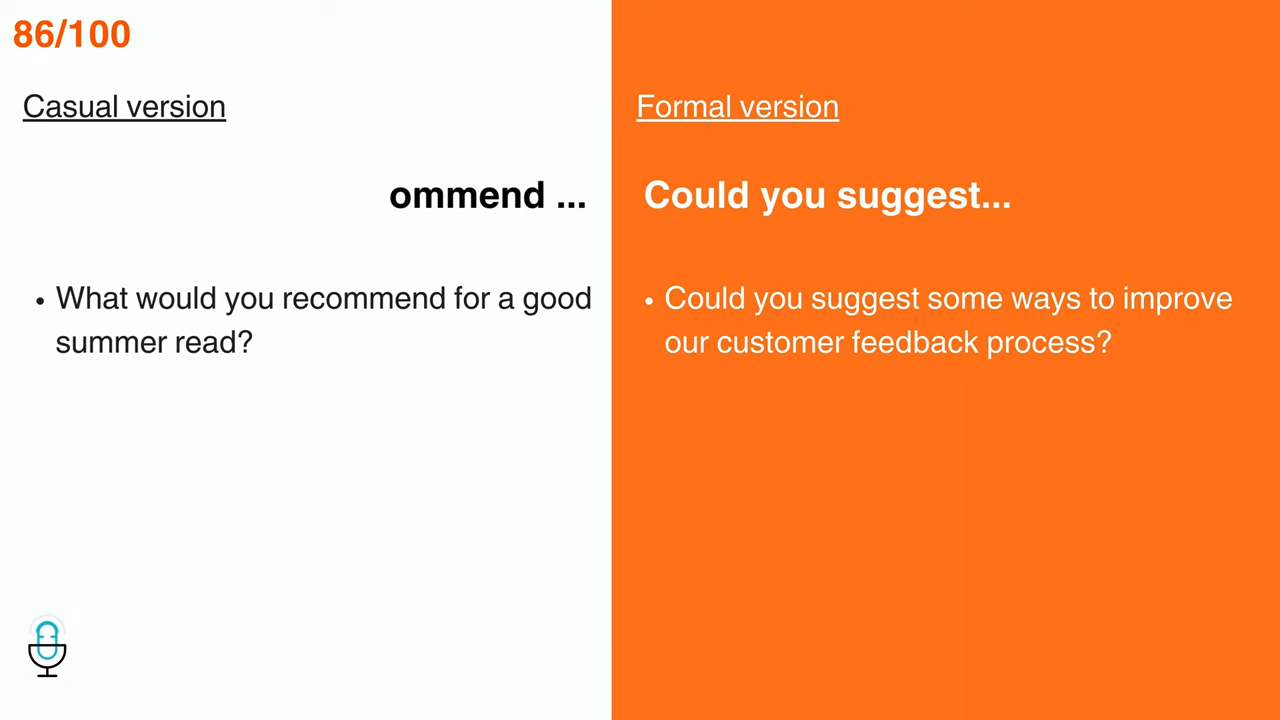 86/100
Casual version
ommend ...
What would you recommend for a good
summer read?
Formal version
Could you suggest...
Could you suggest some ways to improve
our customer feedback process?